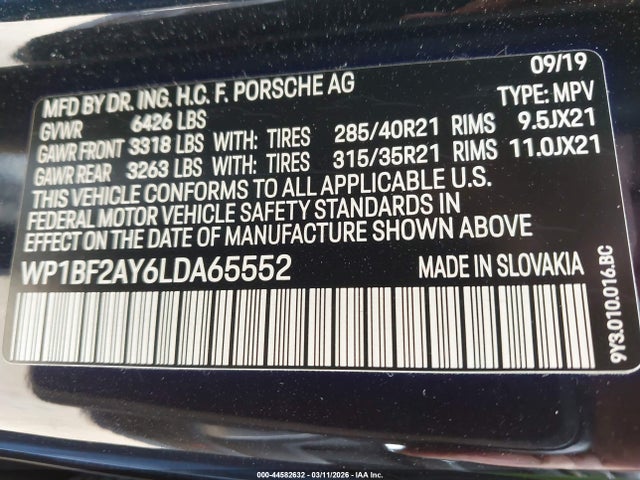 09/19
MFD BY DR. ING. H.C. F. PORSCHE AG
GVWR 6426 LBS TYPE: MPV
GAWR FRONT 3318 LBS WITH: TIRES 285/40R21 RIMS 9.5JX21
GAWR REAR 3263 LBS WITH: TIRES 315/35R21 RIMS 11.0JX21
THIS VEHICLE CONFORMS TO ALL APPLICABLE U.S.
FEDERAL MOTOR VEHICLE SAFETY STANDARDS IN
EFFECT ON THE DATE OF MANUFACTURE SHOWN ABOVE
WP1BF2AY6LDA65552 MADE IN SLOVAKIA
9Y3.010.016.BC
000-44582632 - 03/11/2026 - IAA Inc.